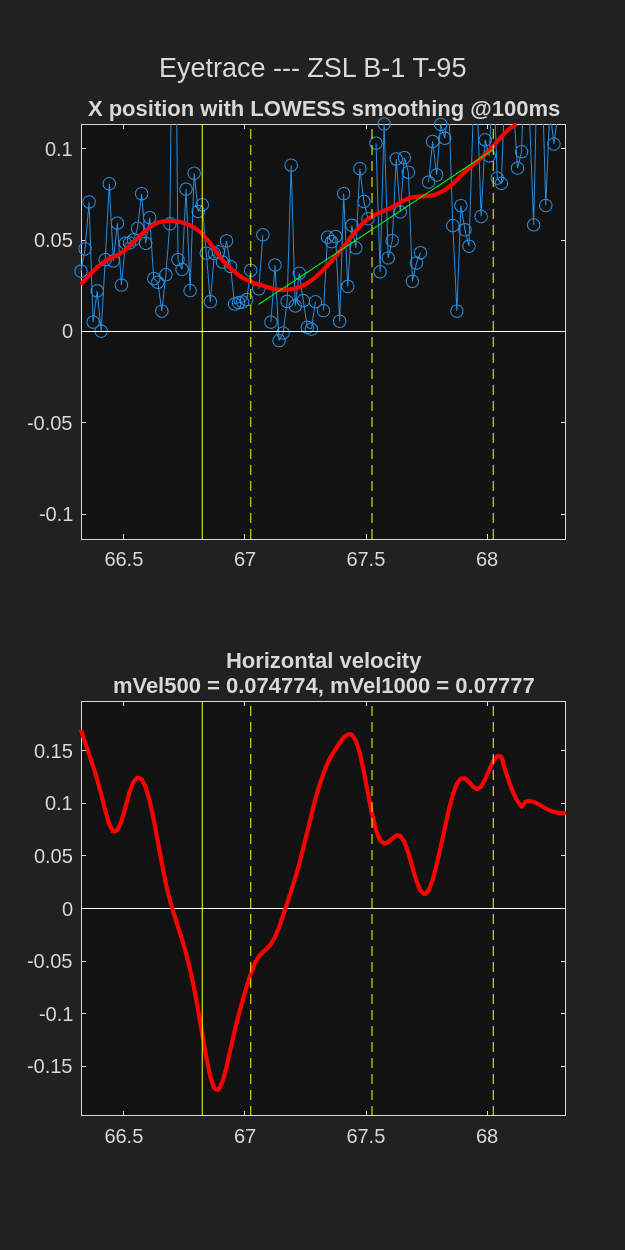 Eyetrace --- ZSL B-1 T-95
X position with LOWESS smoothing @100ms
0.1
0.05
0
-0.05
-0.1
66.5 67 67.5 68
Horizontal velocity
mVel500 = 0.074774, mVel1000 = 0.07777
0.15
0.1
0.05
0
-0.05
-0.1
-0.15
66.5 67 67.5 68